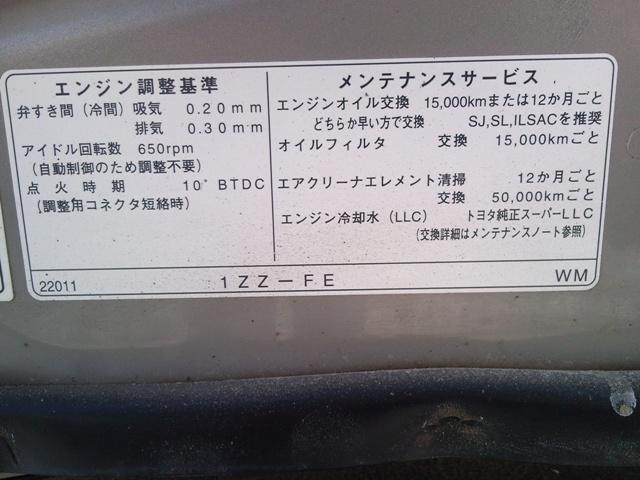 エンジン調整基準
弁すき間(冷間)吸気 0.20mm
排気 0.30mm
アイドル回転数 650rpm
(自動制御のため調整不要)
点火時期 10°BTDC
(調整用コネクタ短絡時)
メンテナンスサービス
エンジンオイル交換 15,000kmまたは12か月ごと
どちらか早い方で交換 SJ,SL,ILSACを推奨
オイルフィルタ 交換 15,000kmごと
エアクリーナエレメント清掃 12か月ごと
交換 50,000kmごと
エンジン冷却水(LLC) トヨタ純正スーパーLLC
(交換詳細はメンテナンスノート参照)
22011 1ZZ-FE WM